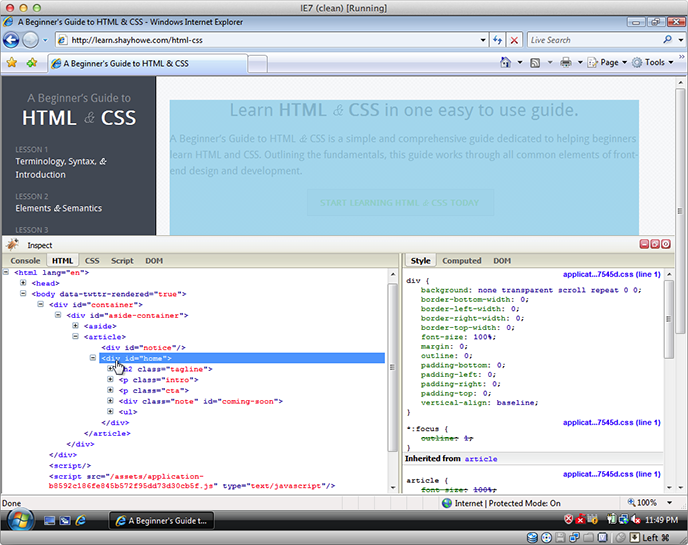 IE7 (clean) [Running]
A Beginner's Guide to HTML & CSS - Windows Internet Explorer
http://learn.shayhowe.com/html-css
Live Search
A Beginner's Guide to HTML & CSS
Page
Tools
A Beginner's Guide to
HTML & CSS
LESSON 1
Terminology, Syntax, &
Introduction
LESSON 2
Elements & Semantics
LESSON 3
Learn HTML & CSS in one easy to use guide.
A Beginner's Guide to HTML & CSS is a simple and comprehensive guide dedicated to helping beginners
learn HTML and CSS. Outlining the fundamentals, this guide works through all common elements of front-
end design and development.
START LEARNING HTML & CSS TODAY
Inspect
Console HTML CSS Script DOM
<html lang="en">
<head>
<body data-twttr-rendered="true">
<div id="container">
<div id="aside-container">
<aside>
<article>
<div id="notice"/>
<div id="home">
h2 class="tagline">
<p class="intro">
<p class="cta">
<div class="note" id="coming-soon">
<ul>
</div>
</article>
</div>
</div>
<script/>
<script src="/assets/application-
b8592c186fe845b572f95dd73d30cb5f.js" type="text/javascript"/>
Style Computed DOM
applicat...7545d.css (line 1)
div {
background: none transparent scroll repeat 0 0;
border-bottom-width: 0;
border-left-width: 0;
border-right-width: 0;
border-top-width: 0;
font-size: 100%;
margin: 0;
outline: 0;
padding-bottom: 0;
padding-left: 0;
padding-right: 0;
padding-top: 0;
vertical-align: baseline;
}
applicat...7545d.css (line 1)
*:focus {
outline: 1;
}
Inherited from article
applicat...7545d.css (line 1)
article {
font-size: 100%;
Done
Internet | Protected Mode: On
100%
A Beginner's Guide t...
11:49 PM
Left ⌘